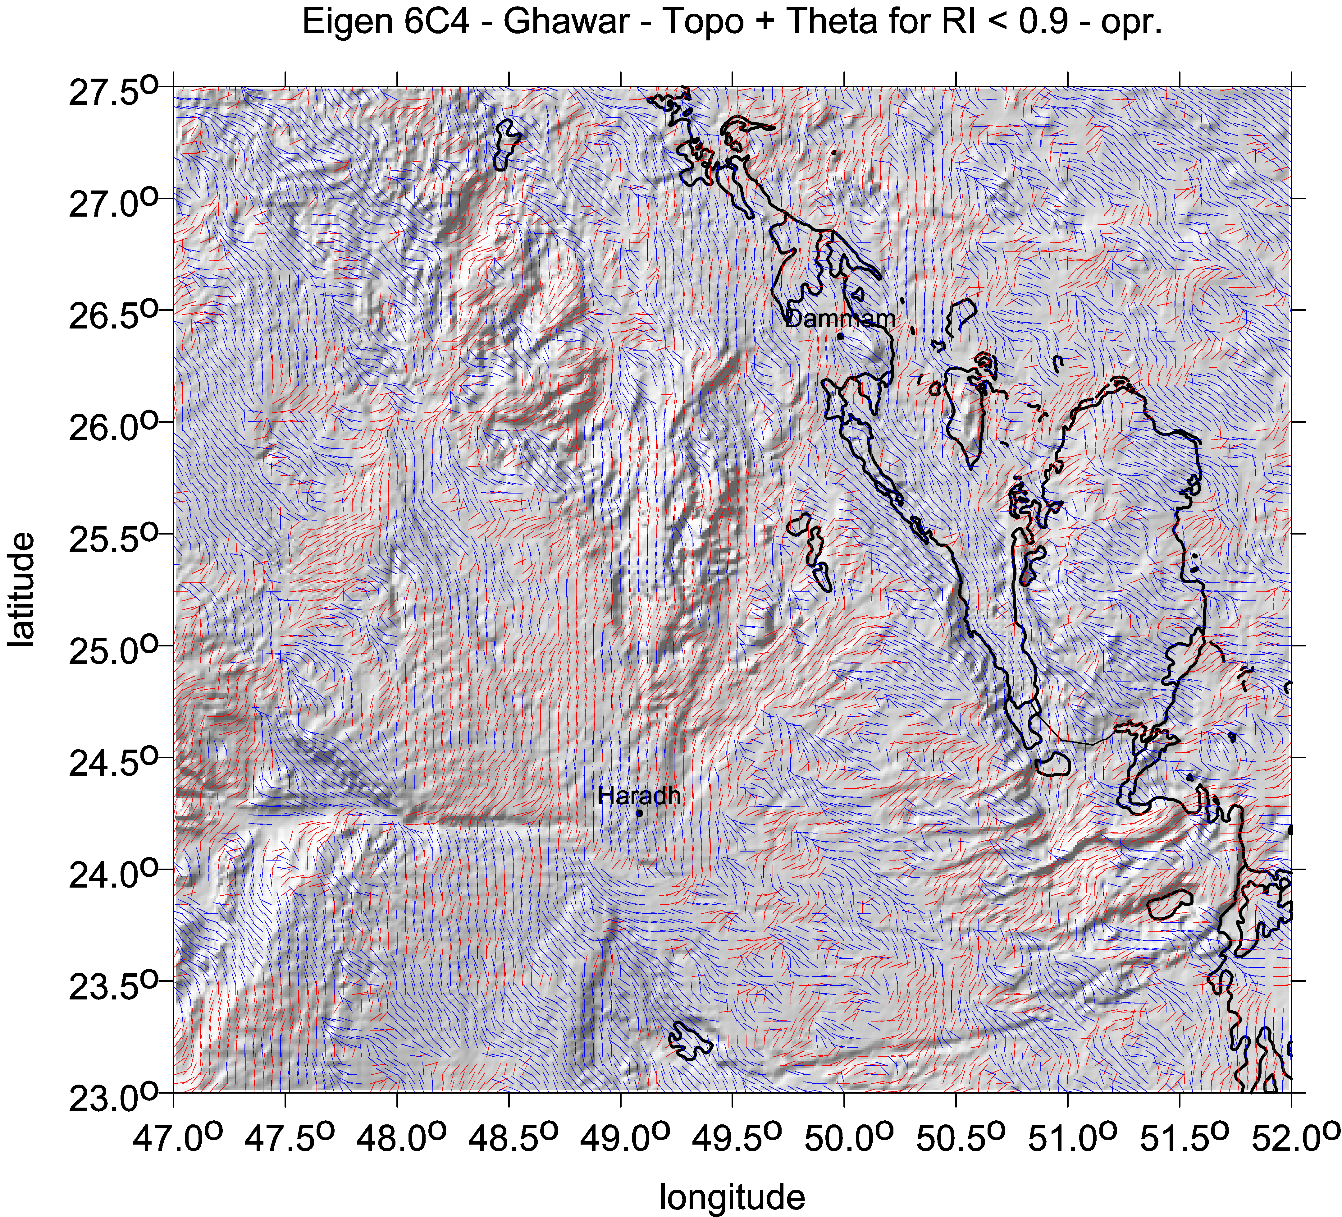 Eigen 6C4 - Ghawar - Topo + Theta for RI < 0.9 - opr.
27.5o
27.0o
26.5o
Dammam
26.0o
25.5o
latitude
25.0o
24.5o
Haradh
24.0o
23.5o
23.0o
47.0o 47.5o 48.0o 48.5o 49.0o 49.5o 50.0o 50.5o 51.0o 51.5o 52.0o
longitude